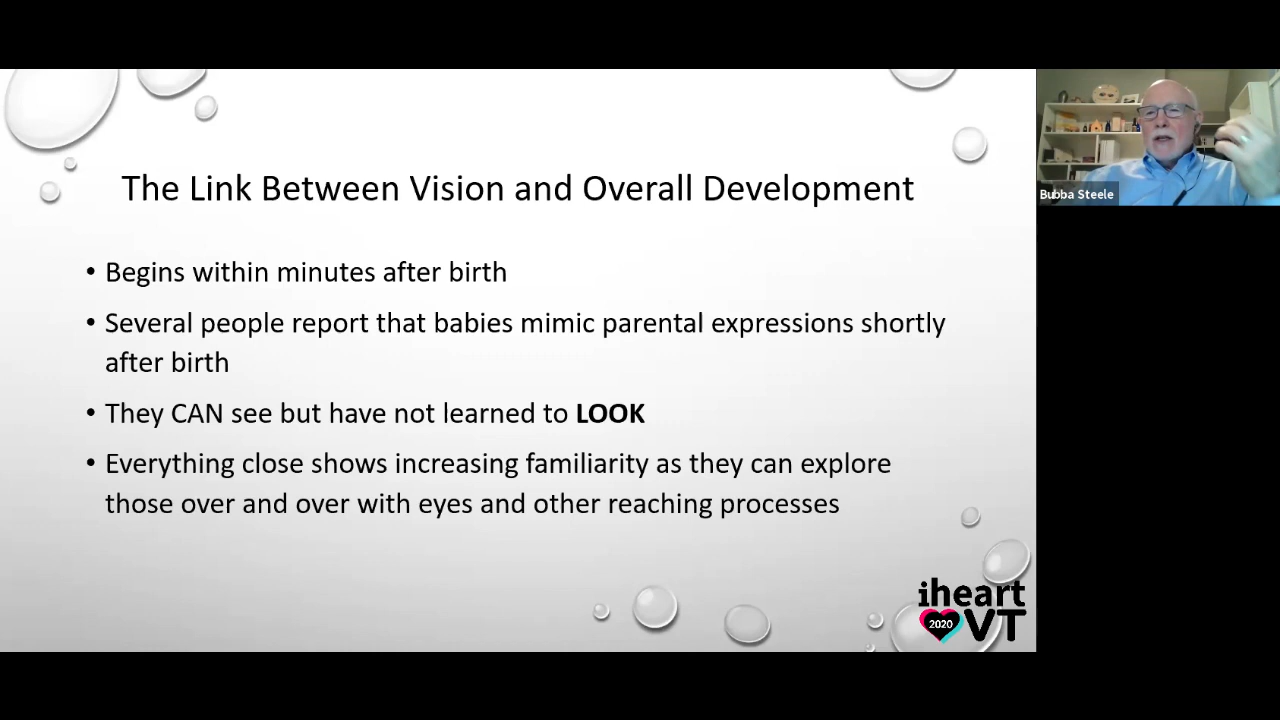 The Link Between Vision and Overall Development
• Begins within minutes after birth
• Several people report that babies mimic parental expressions shortly
after birth
• They CAN see but have not learned to LOOK
• Everything close shows increasing familiarity as they can explore
those over and over with eyes and other reaching processes
Bubba Steele
iheart
2020 VT